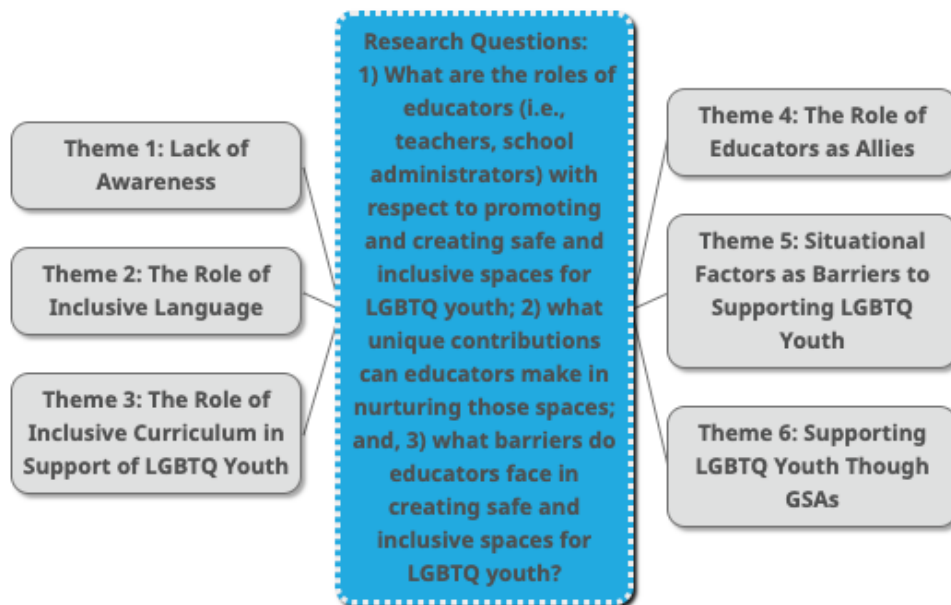 Theme 1: Lack of
Awareness
Theme 2: The Role of
Inclusive Language
Theme 3: The Role of
Inclusive Curriculum in
Support of LGBTQ Youth
Research Questions:
1) What are the roles of
educators (i.e.,
teachers, school
administrators) with
respect to promoting
and creating safe and
inclusive spaces for
LGBTQ youth; 2) what
unique contributions
can educators make in
nurturing those spaces;
and, 3) what barriers do
educators face in
creating safe and
inclusive spaces for
LGBTQ youth?
Theme 4: The Role of
Educators as Allies
Theme 5: Situational
Factors as Barriers to
Supporting LGBTQ
Youth
Theme 6: Supporting
LGBTQ Youth Though
GSAs